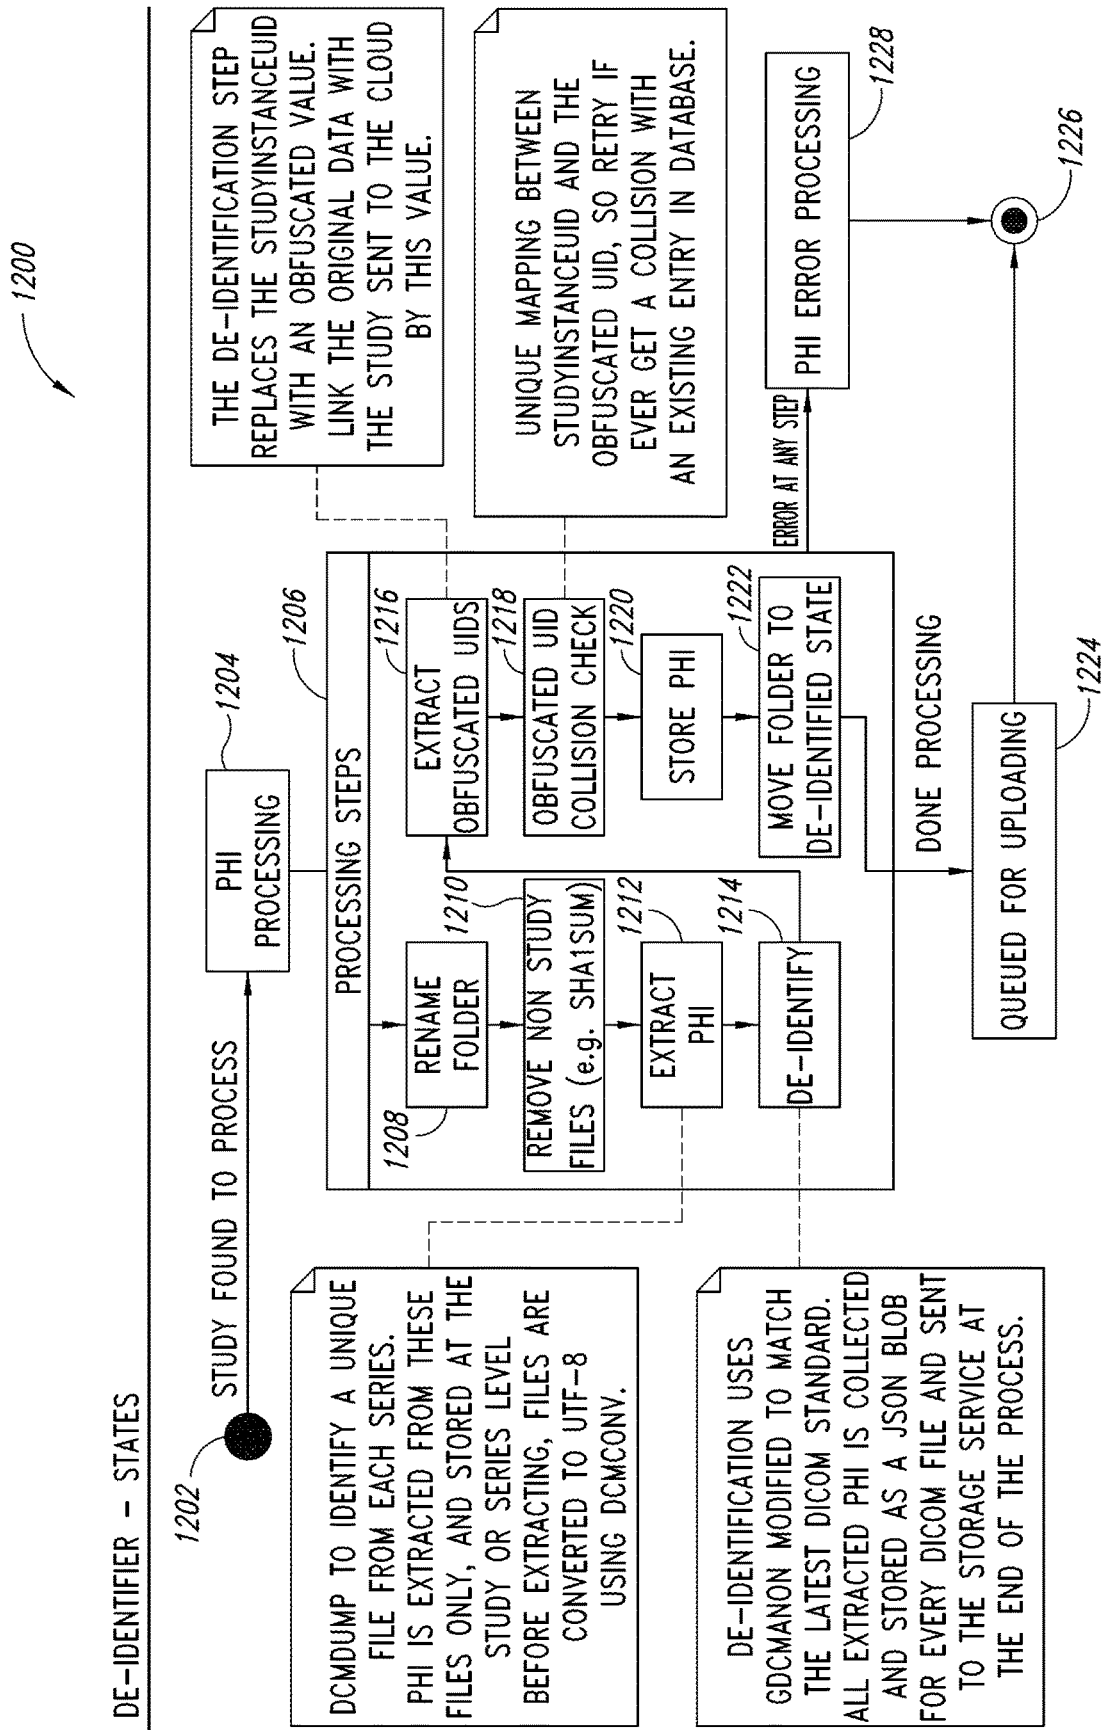 DE-IDENTIFIER - STATES
1200
1202
STUDY FOUND TO PROCESS
PHI
PROCESSING
1204
THE DE-IDENTIFICATION STEP
REPLACES THE STUDYINSTANCEUID
WITH AN OBFUSCATED VALUE.
LINK THE ORIGINAL DATA WITH
THE STUDY SENT TO THE CLOUD
BY THIS VALUE.
DCMDUMP TO IDENTIFY A UNIQUE
FILE FROM EACH SERIES.
PHI IS EXTRACTED FROM THESE
FILES ONLY, AND STORED AT THE
STUDY OR SERIES LEVEL
BEFORE EXTRACTING, FILES ARE
CONVERTED TO UTF-8
USING DCMCONV.
PROCESSING STEPS
1206
RENAME
FOLDER
1208
REMOVE NON STUDY
FILES (e.g. SHA1SUM)
1210
EXTRACT
PHI
1212
DE-IDENTIFY
1214
EXTRACT
OBFUSCATED UIDS
1216
OBFUSCATED UID
COLLISION CHECK
1218
STORE PHI
1220
MOVE FOLDER TO
DE-IDENTIFIED STATE
1222
UNIQUE MAPPING BETWEEN
STUDYINSTANCEUID AND THE
OBFUSCATED UID, SO RETRY IF
EVER GET A COLLISION WITH
AN EXISTING ENTRY IN DATABASE.
DE-IDENTIFICATION USES
GDCMANON MODIFIED TO MATCH
THE LATEST DICOM STANDARD.
ALL EXTRACTED PHI IS COLLECTED
AND STORED AS A JSON BLOB
FOR EVERY DICOM FILE AND SENT
TO THE STORAGE SERVICE AT
THE END OF THE PROCESS.
ERROR AT ANY STEP
PHI ERROR PROCESSING
1228
DONE PROCESSING
QUEUED FOR UPLOADING
1224
1226